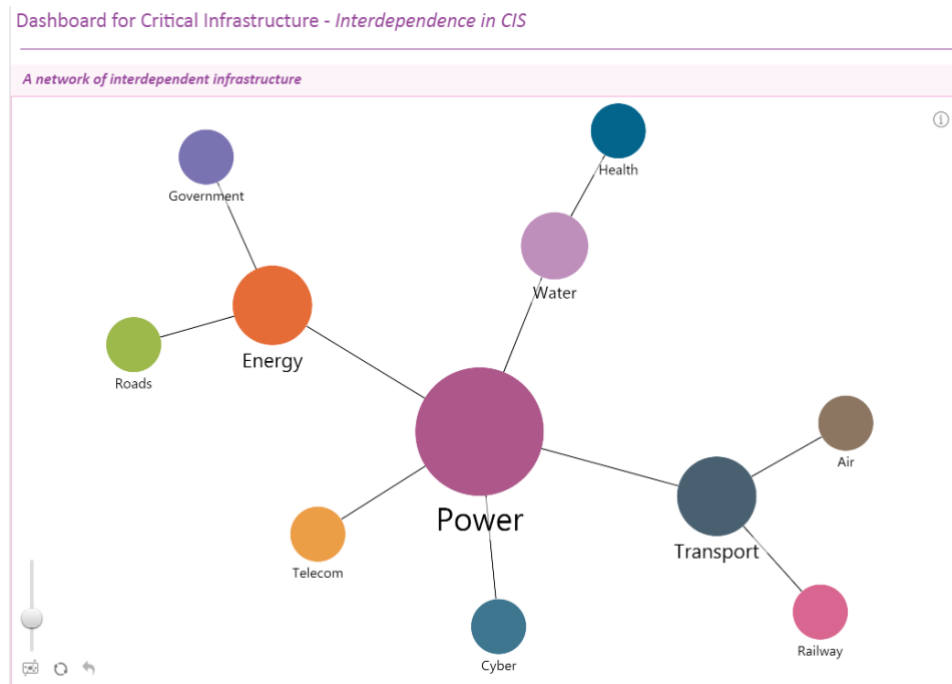 Dashboard for Critical Infrastructure - Interdependence in CIS
A network of interdependent infrastructure
Health
Government
Water
Energy
Roads
Air
Power
Transport
Telecom
Railway
Cyber